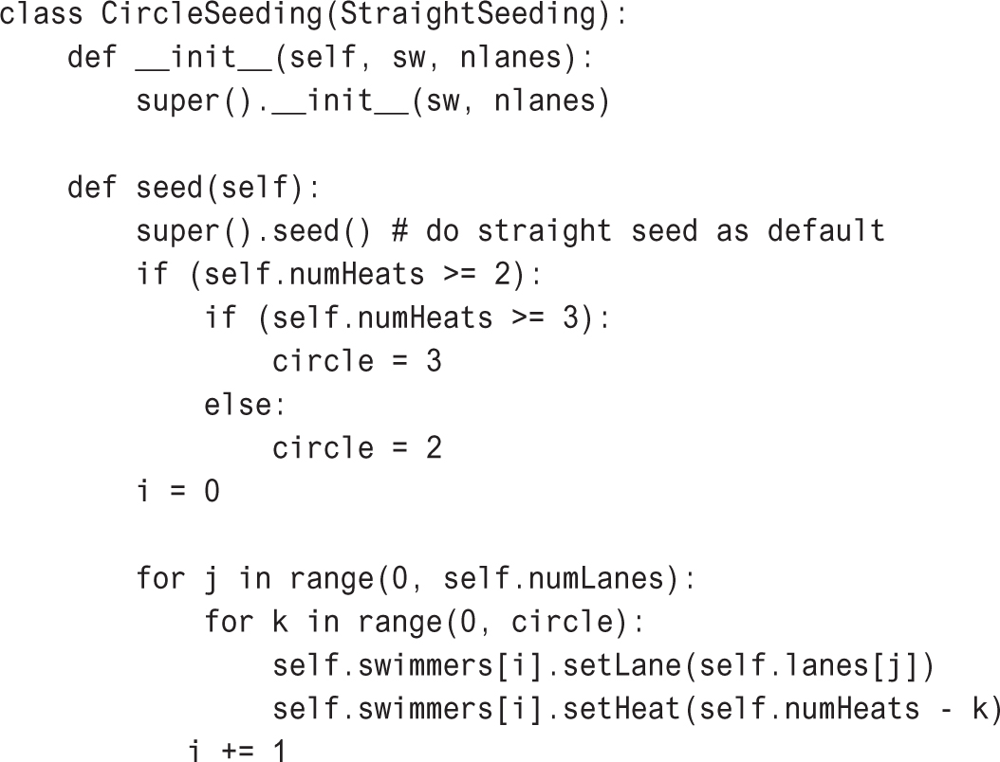 class CircleSeeding(StraightSeeding):
    def __init__(self, sw, nlanes):
        super().__init__(sw, nlanes)

    def seed(self):
        super().seed() # do straight seed as default
        if (self.numHeats >= 2):
            if (self.numHeats >= 3):
                circle = 3
            else:
                circle = 2
        i = 0

        for j in range(0, self.numLanes):
            for k in range(0, circle):
                self.swimmers[i].setLane(self.lanes[j])
                self.swimmers[i].setHeat(self.numHeats - k)
           i += 1